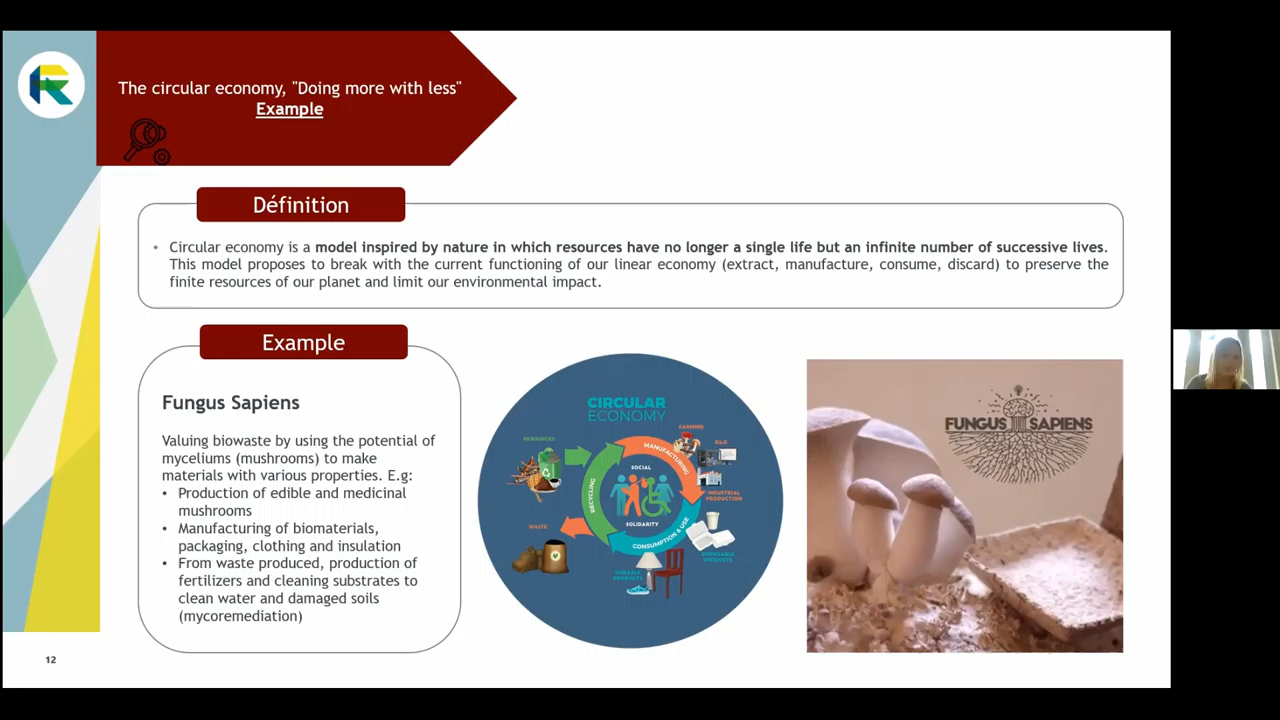 The circular economy, "Doing more with less"
Example
Définition
• Circular economy is a model inspired by nature in which resources have no longer a single life but an infinite number of successive lives.
This model proposes to break with the current functioning of our linear economy (extract, manufacture, consume, discard) to preserve the
finite resources of our planet and limit our environmental impact.
Example
Fungus Sapiens
Valuing biowaste by using the potential of
myceliums (mushrooms) to make
materials with various properties. E.g:
• Production of edible and medicinal
mushrooms
• Manufacturing of biomaterials,
packaging, clothing and insulation
• From waste produced, production of
fertilizers and cleaning substrates to
clean water and damaged soils
(mycoremediation)
CIRCULAR
ECONOMY
RESOURCES
FARMING
R&D
MANUFACTURING
SOCIAL
RECYCLING
INDUSTRIAL
PRODUCTION
SOLIDARITY
WASTE
CONSUMPTION & USE
DISPOSABLE
PRODUCTS
DURABLE
PRODUCTS
FUNGUS SAPIENS
12